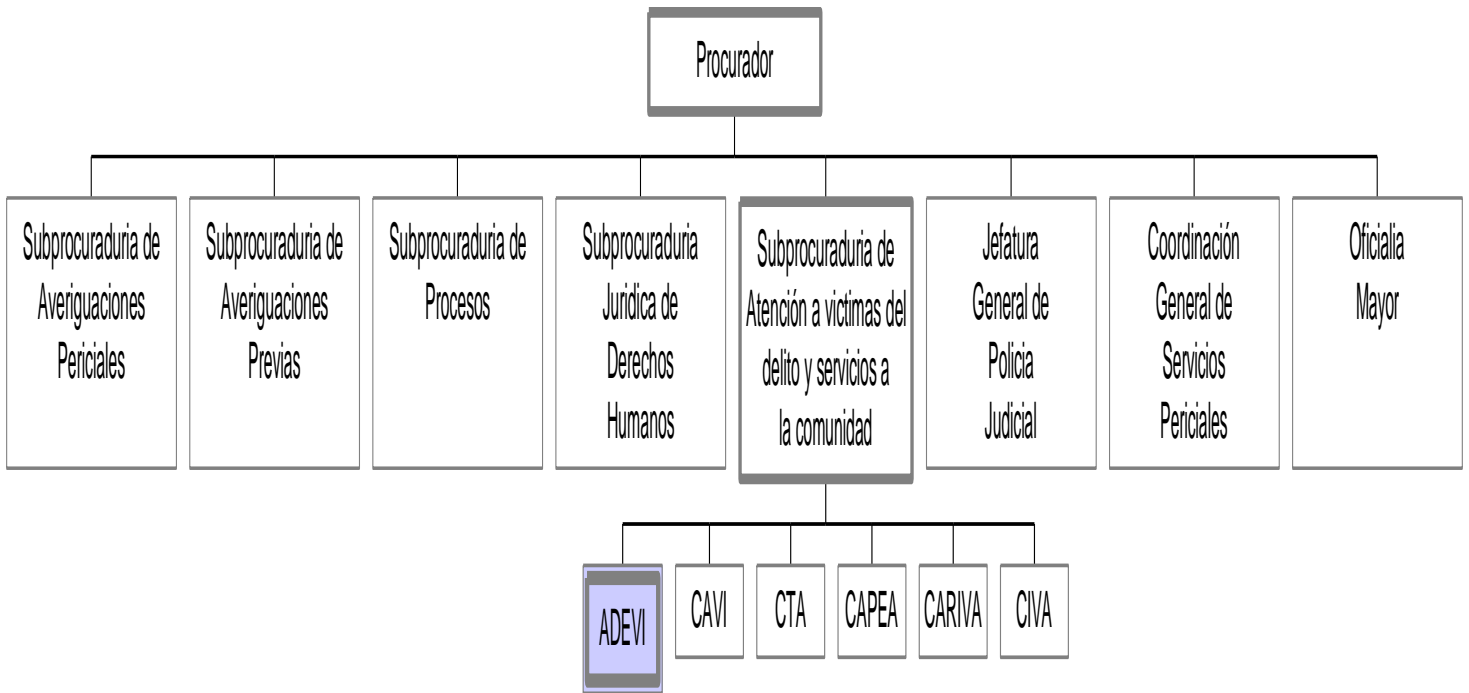 Procurador
Subprocuraduria de
Averiguaciones
Periciales
Subprocuraduria de
Averiguaciones
Previas
Subprocuraduria de
Procesos
Subprocuraduria
Juridica de
Derechos
Humanos
Subprocuraduria de
Atención a victimas del
delito y servicios a
la comunidad
Jefatura
General de
Policia
Judicial
Coordinación
General de
Servicios
Periciales
Oficialia
Mayor
ADEVI
CAVI
CTA
CAPEA
CARIVA
CIVA